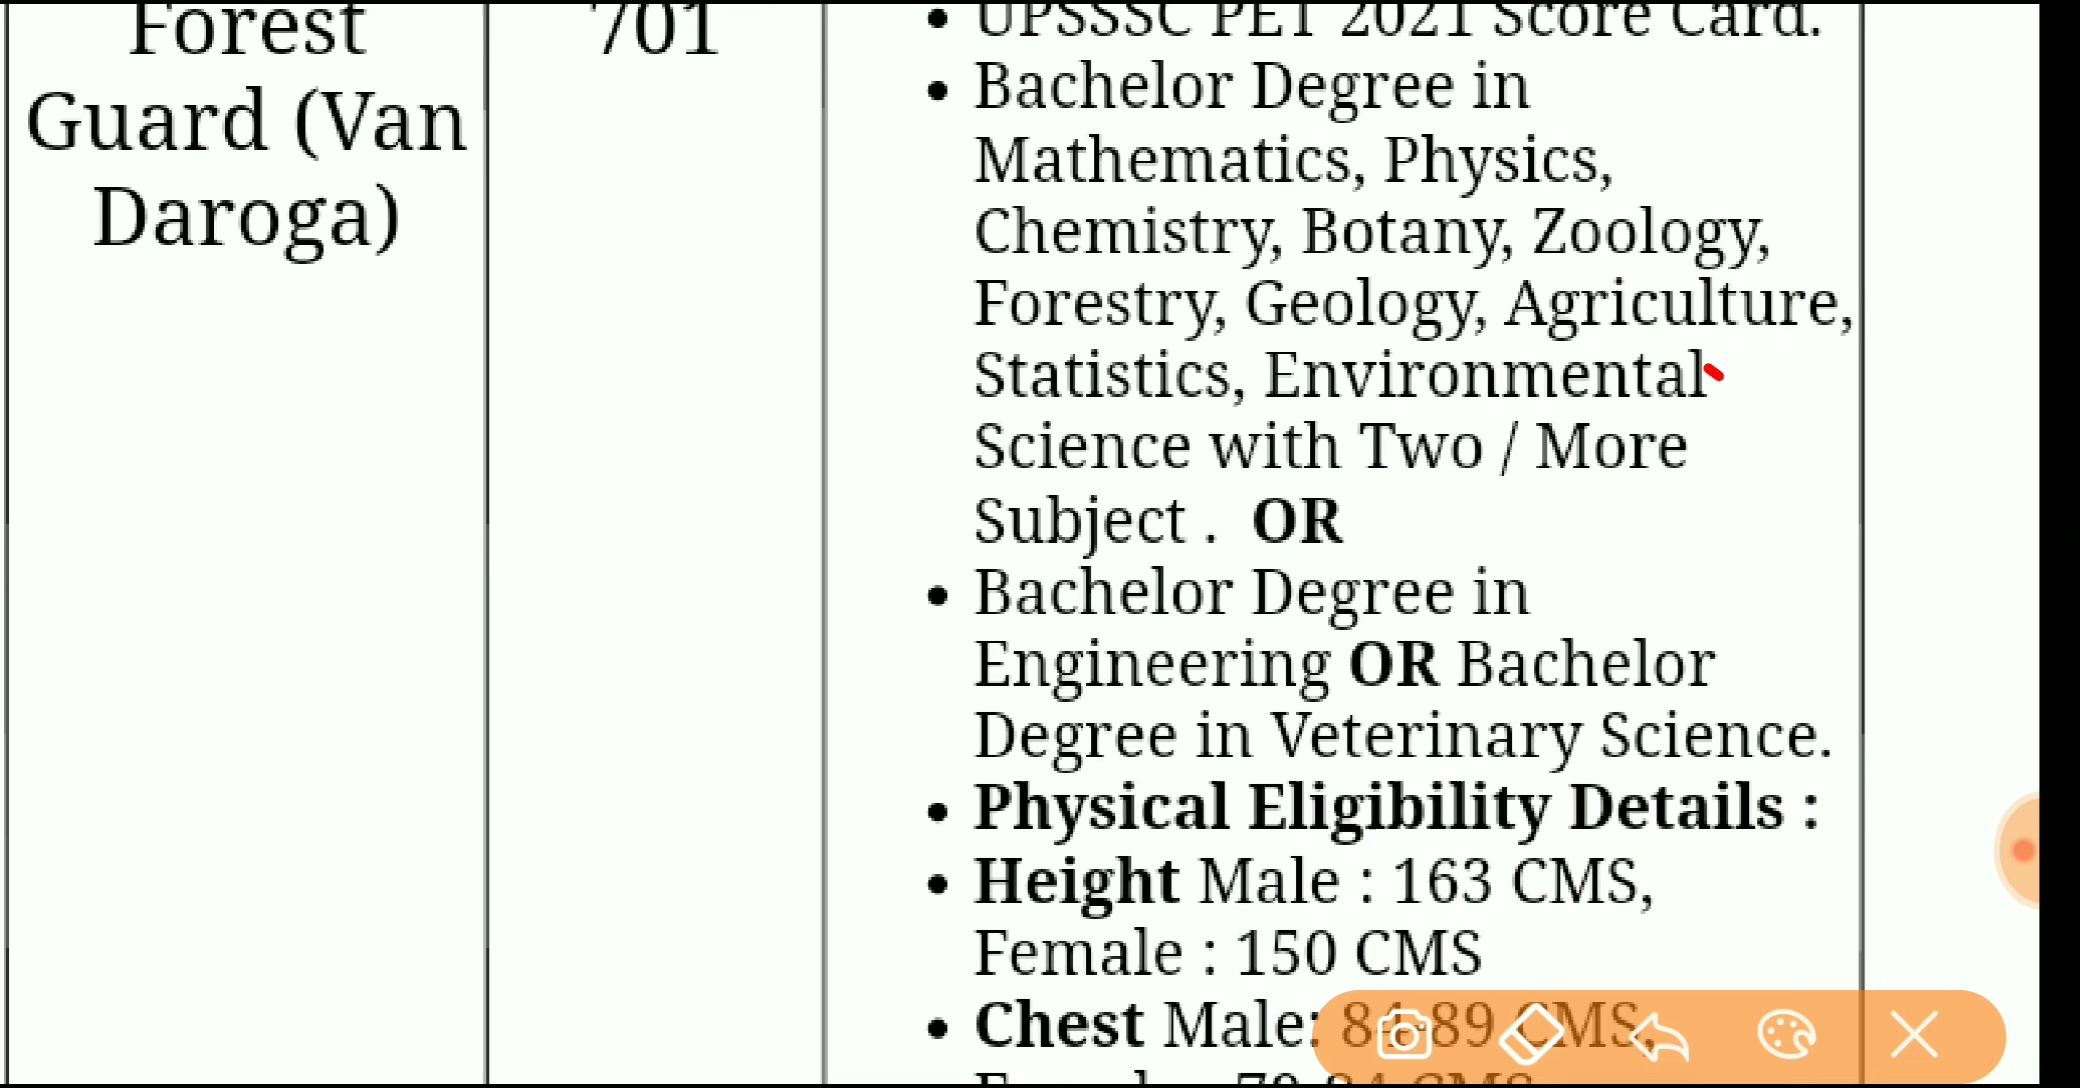 Forest
Guard (Van
Daroga)
701
• UPSSSC PET 2021 Score Card.
• Bachelor Degree in
Mathematics, Physics,
Chemistry, Botany, Zoology,
Forestry, Geology, Agriculture,
Statistics, Environmental
Science with Two / More
Subject . OR
• Bachelor Degree in
Engineering OR Bachelor
Degree in Veterinary Science.
• Physical Eligibility Details :
• Height Male : 163 CMS,
Female : 150 CMS
• Chest Male: 84-89 CMS,